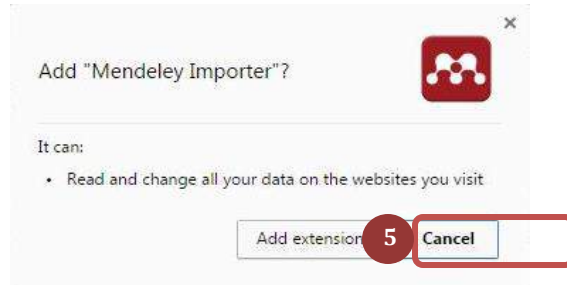 ×
Add "Mendeley Importer"?
It can:
• Read and change all your data on the websites you visit
Add extension 5 Cancel